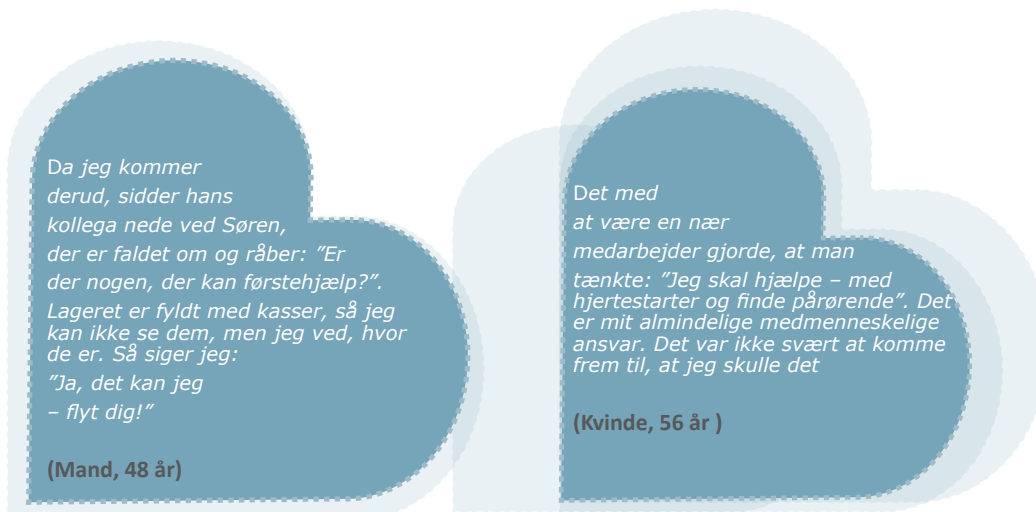 Da jeg kommer
derud, sidder hans
kollega nede ved Søren,
der er faldet om og råber: ”Er
der nogen, der kan førstehjælp?”.
Lageret er fyldt med kasser, så jeg
kan ikke se dem, men jeg ved, hvor
de er. Så siger jeg:
”Ja, det kan jeg
– flyt dig!”
(Mand, 48 år)
Det med
at være en nær
medarbejder gjorde, at man
tænkte: ”Jeg skal hjælpe – med
hjertestarter og finde pårørende”. Det
er mit almindelige medmenneskelige
ansvar. Det var ikke svært at komme
frem til, at jeg skulle det
(Kvinde, 56 år )